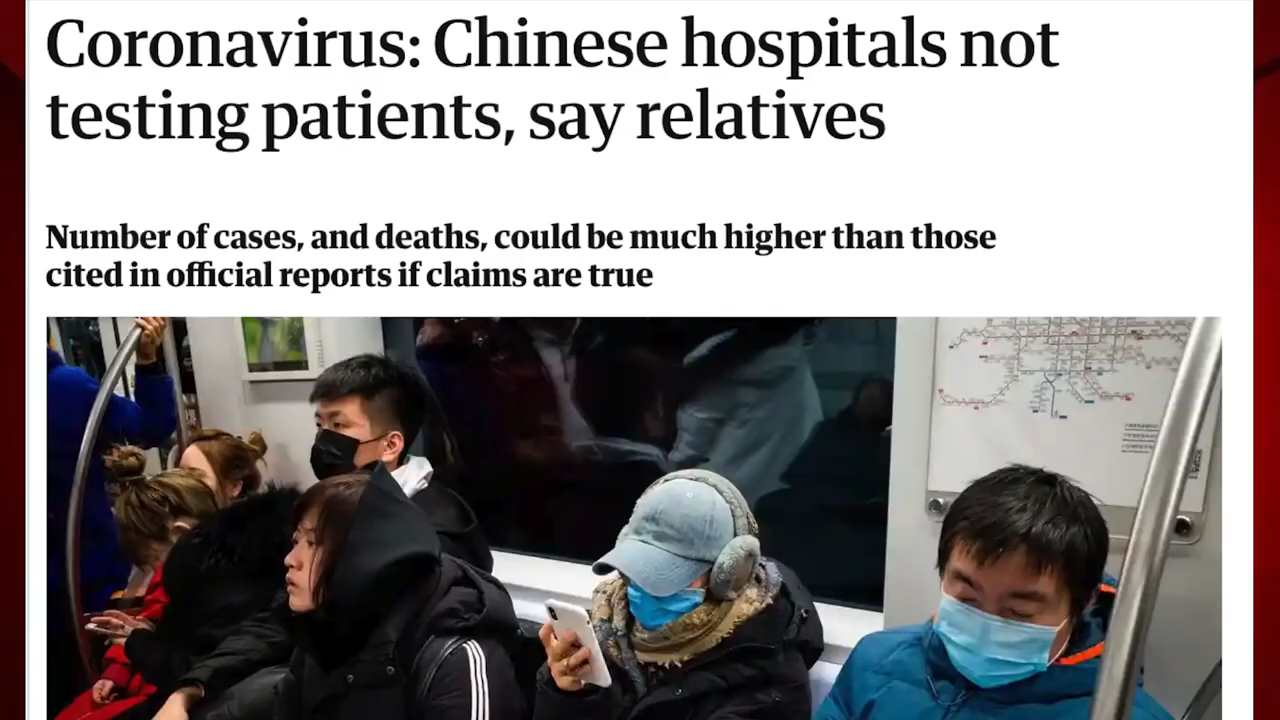 Coronavirus: Chinese hospitals not
testing patients, say relatives
Number of cases, and deaths, could be much higher than those
cited in official reports if claims are true